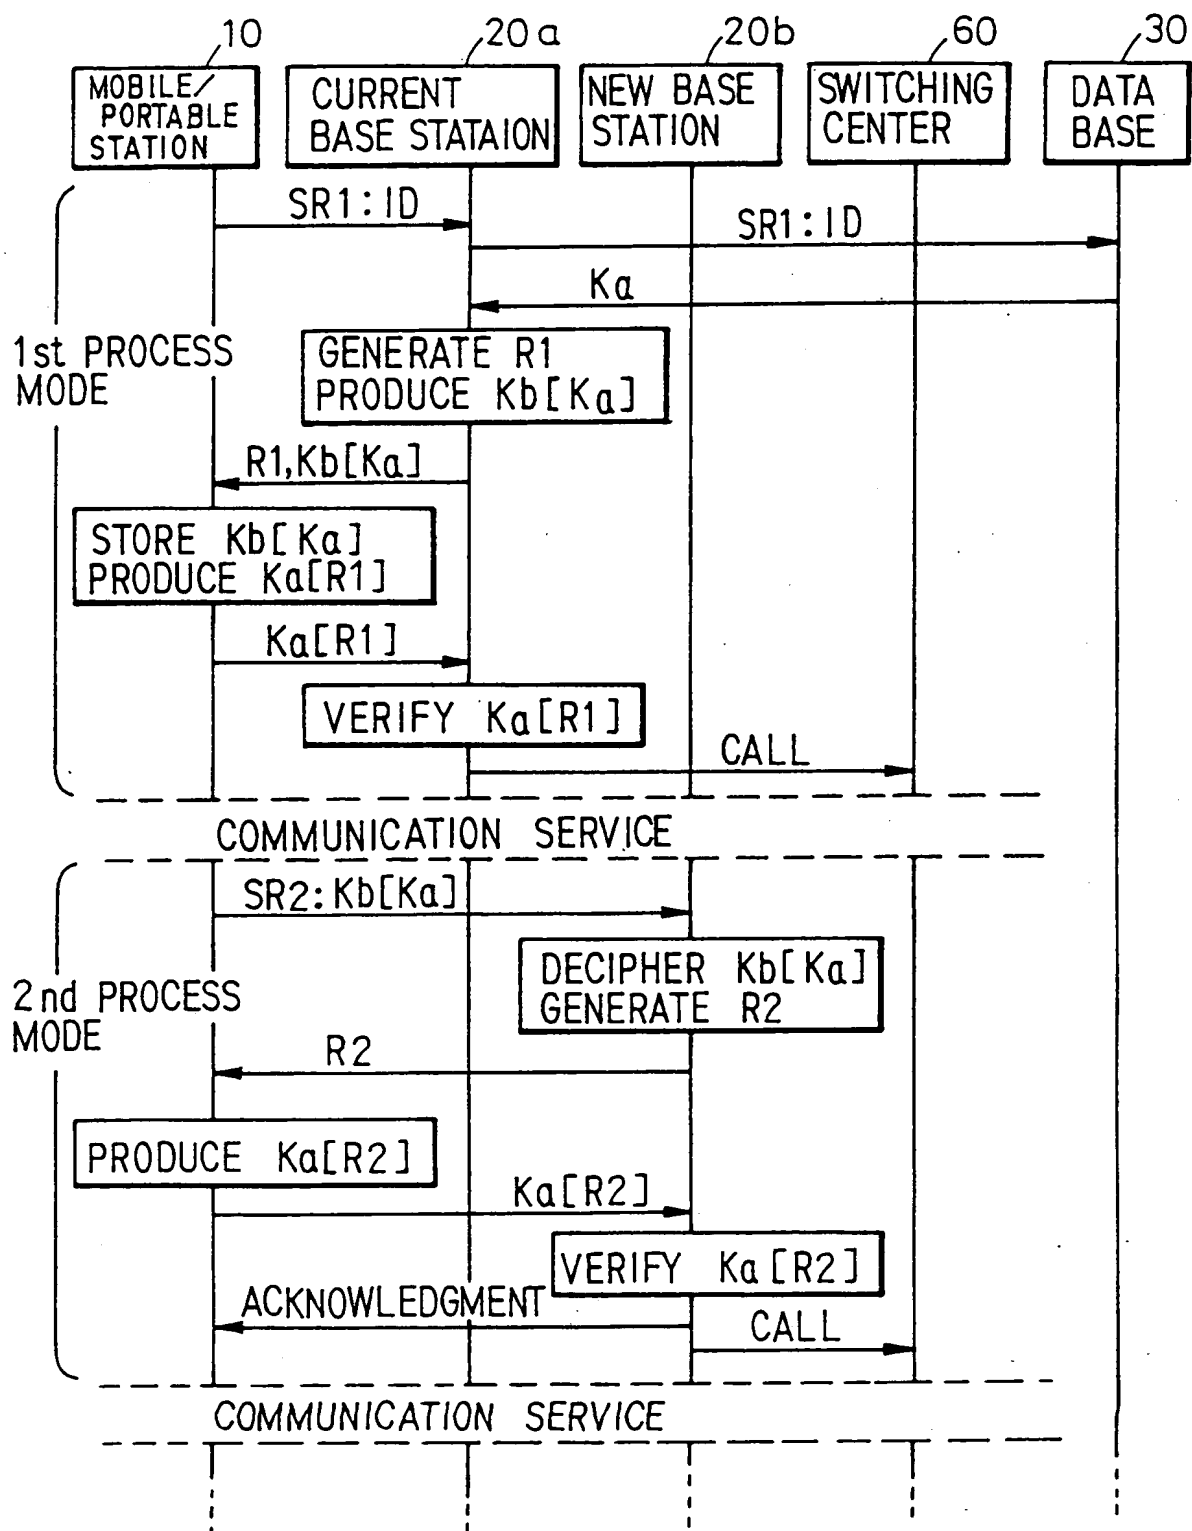 10
20a
20b
60
30
MOBILE/
PORTABLE
STATION
CURRENT
BASE STATAION
NEW BASE
STATION
SWITCHING
CENTER
DATA
BASE
SR1:ID
SR1:ID
Ka
1st PROCESS
MODE
GENERATE R1
PRODUCE Kb[Ka]
R1,Kb[Ka]
STORE Kb[Ka]
PRODUCE Ka[R1]
Ka[R1]
VERIFY Ka[R1]
CALL
COMMUNICATION SERVICE
SR2:Kb[Ka]
DECIPHER Kb[Ka]
GENERATE R2
2nd PROCESS
MODE
R2
PRODUCE Ka[R2]
Ka[R2]
VERIFY Ka[R2]
ACKNOWLEDGMENT
CALL
COMMUNICATION SERVICE